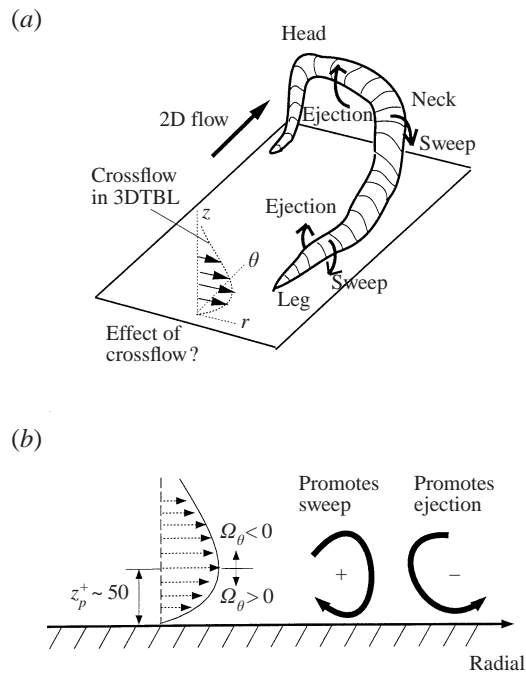 (a)
Head
Neck
Ejection
2D flow
Sweep
Crossflow
in 3DTBL
z
Ejection
θ
Sweep
Leg
r
Effect of
crossflow?
(b)
Promotes
sweep
Promotes
ejection
Ω_θ<0
+
−
z_p^+ ~ 50
Ω_θ>0
Radial